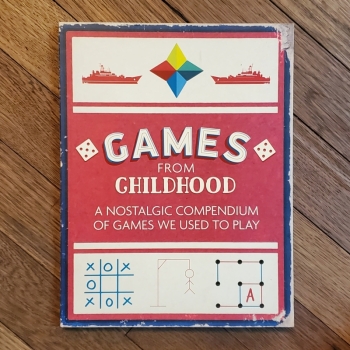 GAMES
FROM
CHILDHOOD
A NOSTALGIC COMPENDIUM
OF GAMES WE USED TO PLAY
X O X
X O
O X
A